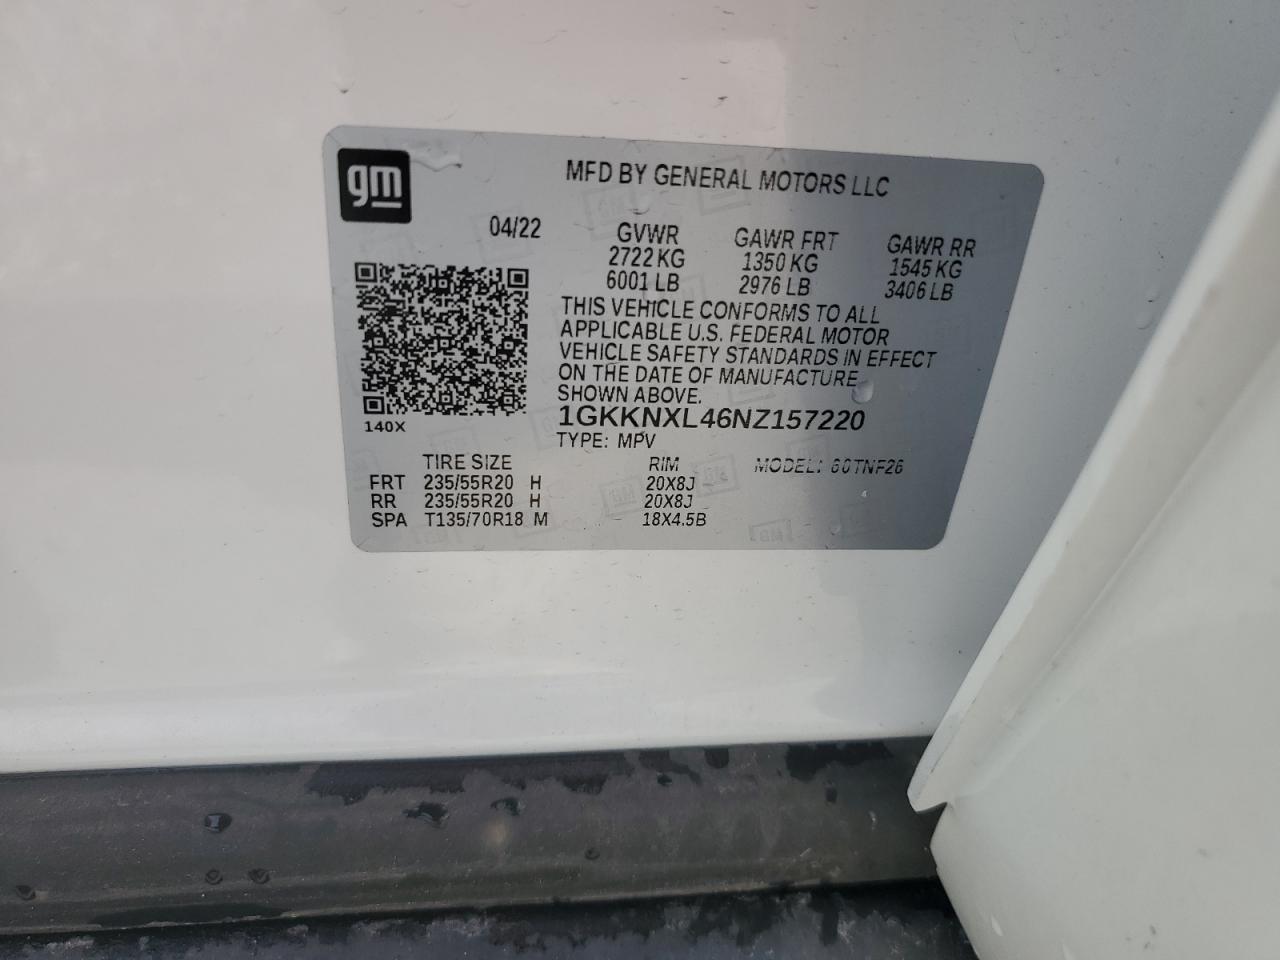 gm
MFD BY GENERAL MOTORS LLC
04/22
GVWR GAWR FRT GAWR RR
2722 KG 1350 KG 1545 KG
6001 LB 2976 LB 3406 LB
THIS VEHICLE CONFORMS TO ALL
APPLICABLE U.S. FEDERAL MOTOR
VEHICLE SAFETY STANDARDS IN EFFECT
ON THE DATE OF MANUFACTURE
SHOWN ABOVE.
140X
1GKKNXL46NZ157220
TYPE: MPV
TIRE SIZE RIM MODEL: 60TNF26
FRT 235/55R20 H 20X8J
RR 235/55R20 H 20X8J
SPA T135/70R18 M 18X4.5B